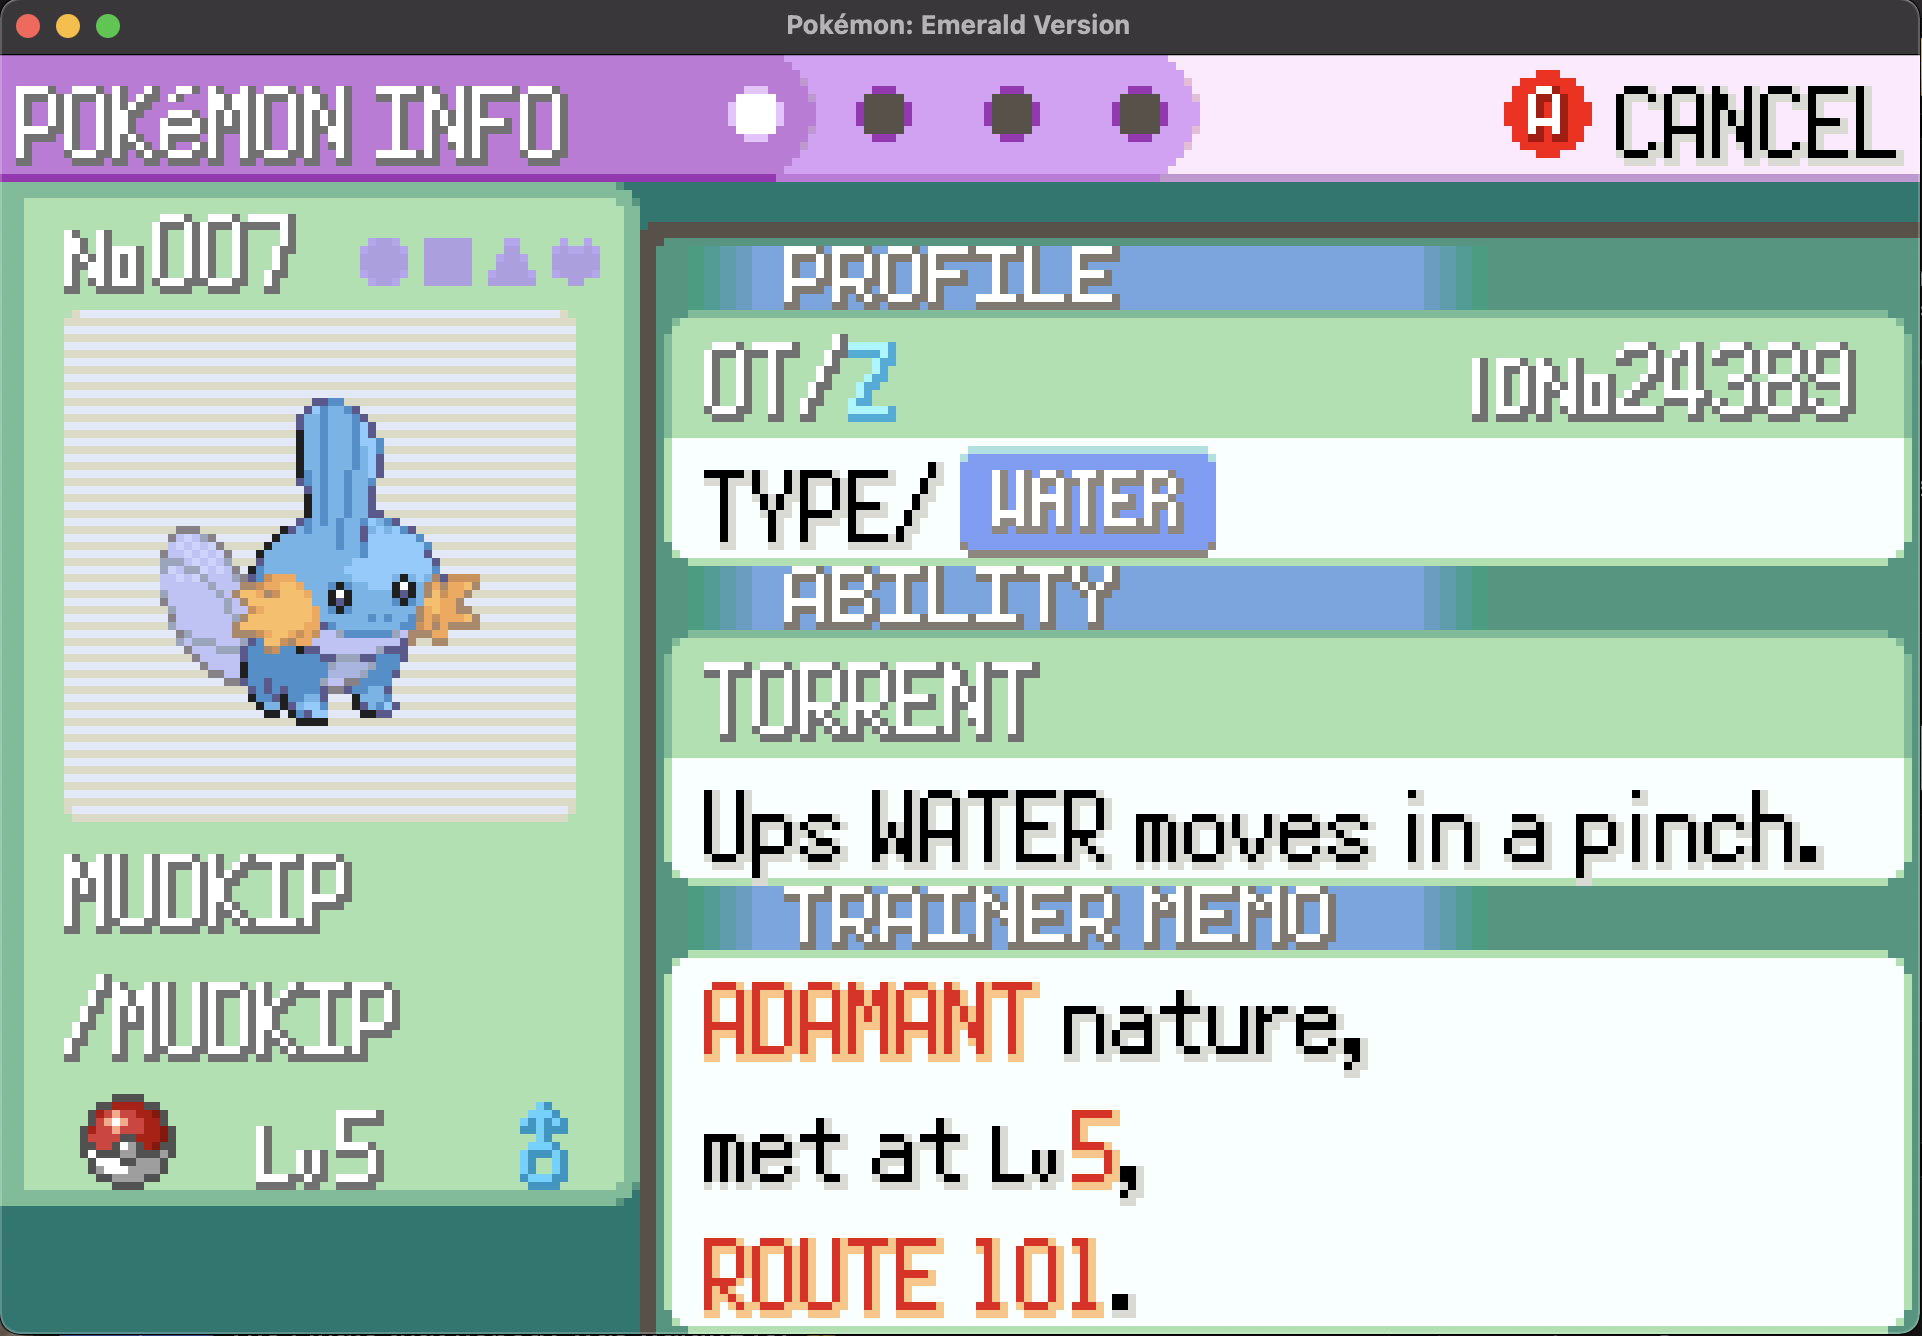 Pokémon: Emerald Version
POKéMON INFO
A CANCEL
No007
PROFILE
OT/Z IDNo24389
TYPE/ WATER
ABILITY
TORRENT
Ups WATER moves in a pinch.
TRAINER MEMO
ADAMANT nature,
met at Lv5,
ROUTE 101.
MUDKIP
/MUDKIP
Lv5 ♂